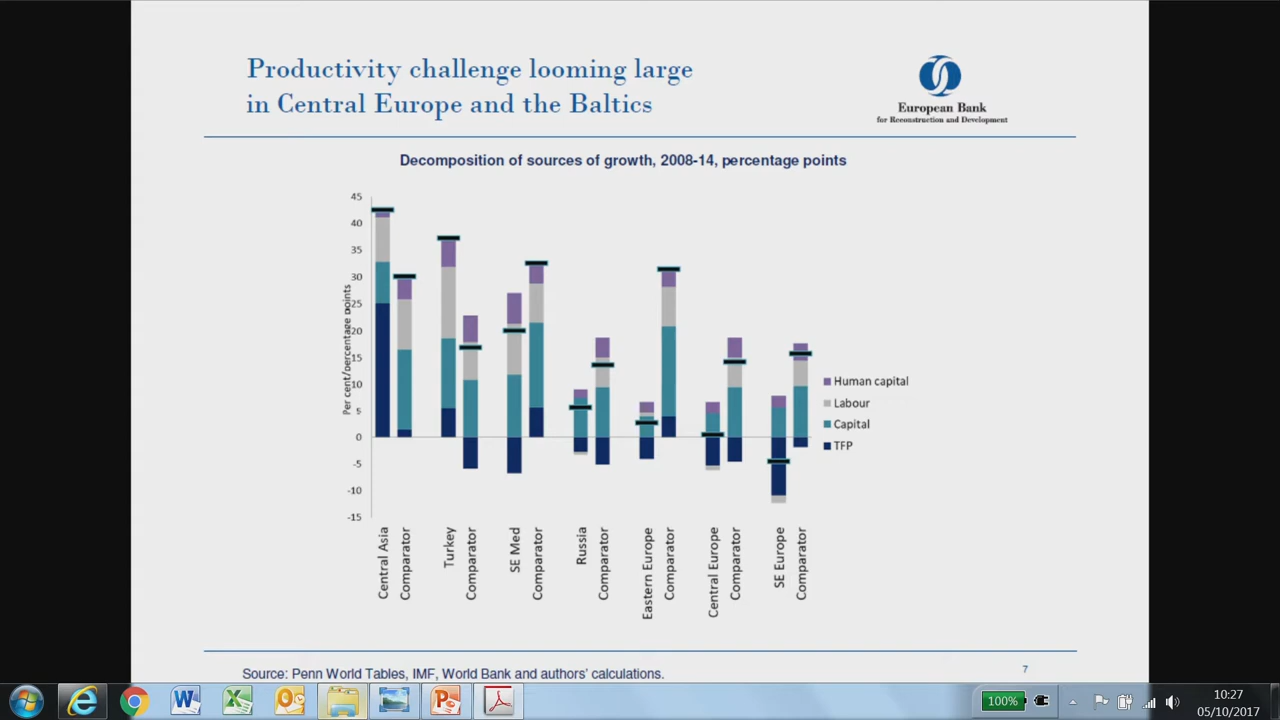 Productivity challenge looming large
in Central Europe and the Baltics
European Bank
for Reconstruction and Development
Decomposition of sources of growth, 2008-14, percentage points
Per cent/percentage points
45
40
35
30
25
20
15
10
5
0
-5
-10
-15
Central Asia
Comparator
Turkey
Comparator
SE Med
Comparator
Russia
Comparator
Eastern Europe
Comparator
Central Europe
Comparator
SE Europe
Comparator
Human capital
Labour
Capital
TFP
Source: Penn World Tables, IMF, World Bank and authors' calculations.
7
100%
10:27
05/10/2017